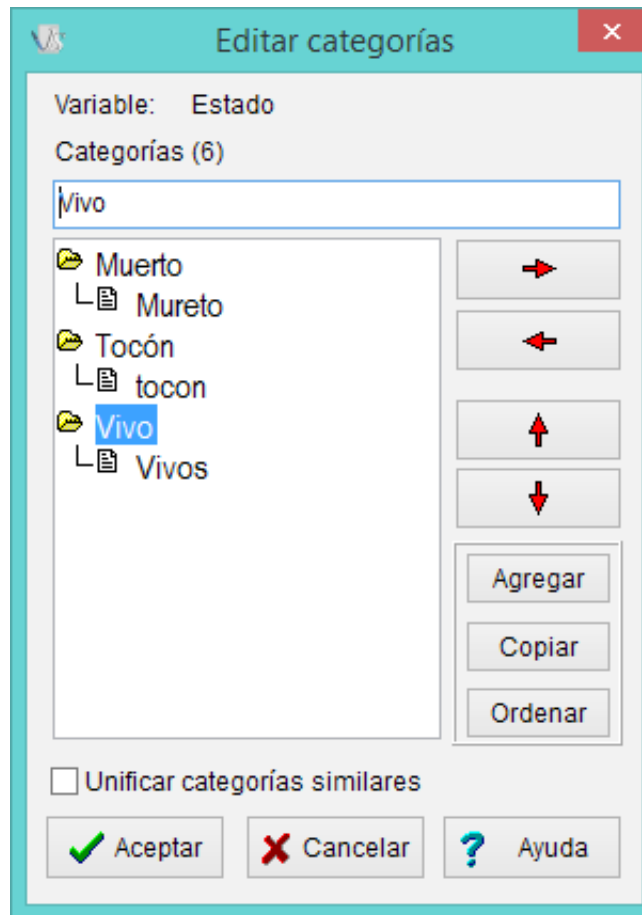 Editar categorías
Variable: Estado
Categorías (6)
Vivo
Muerto
Mureto
Tocón
tocon
Vivo
Vivos
Agregar
Copiar
Ordenar
Unificar categorías similares
Aceptar Cancelar ? Ayuda